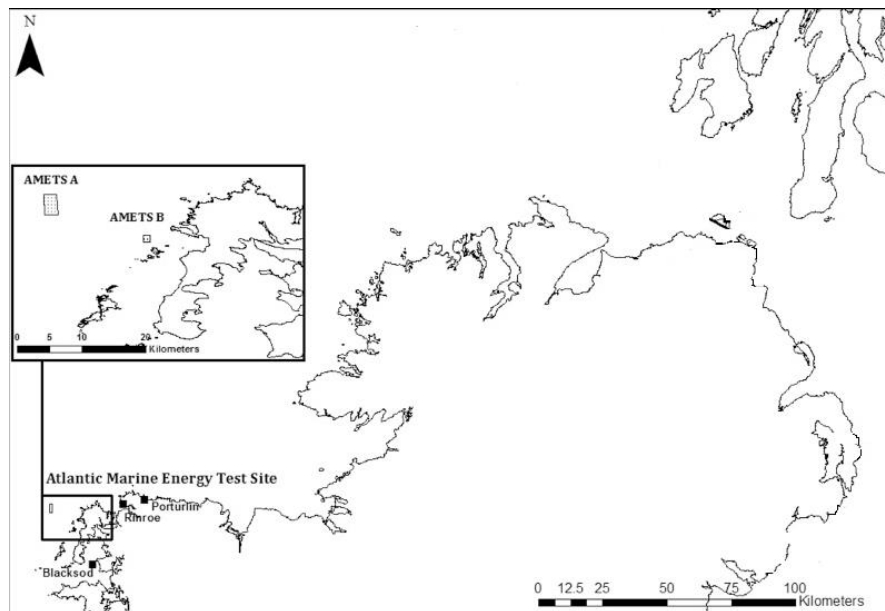 N
AMETS A
AMETS B
0 5 10 20
Kilometers
Atlantic Marine Energy Test Site
Porturlin
Rinroe
Blacksod
0 12.5 25 50 75 100
Kilometers